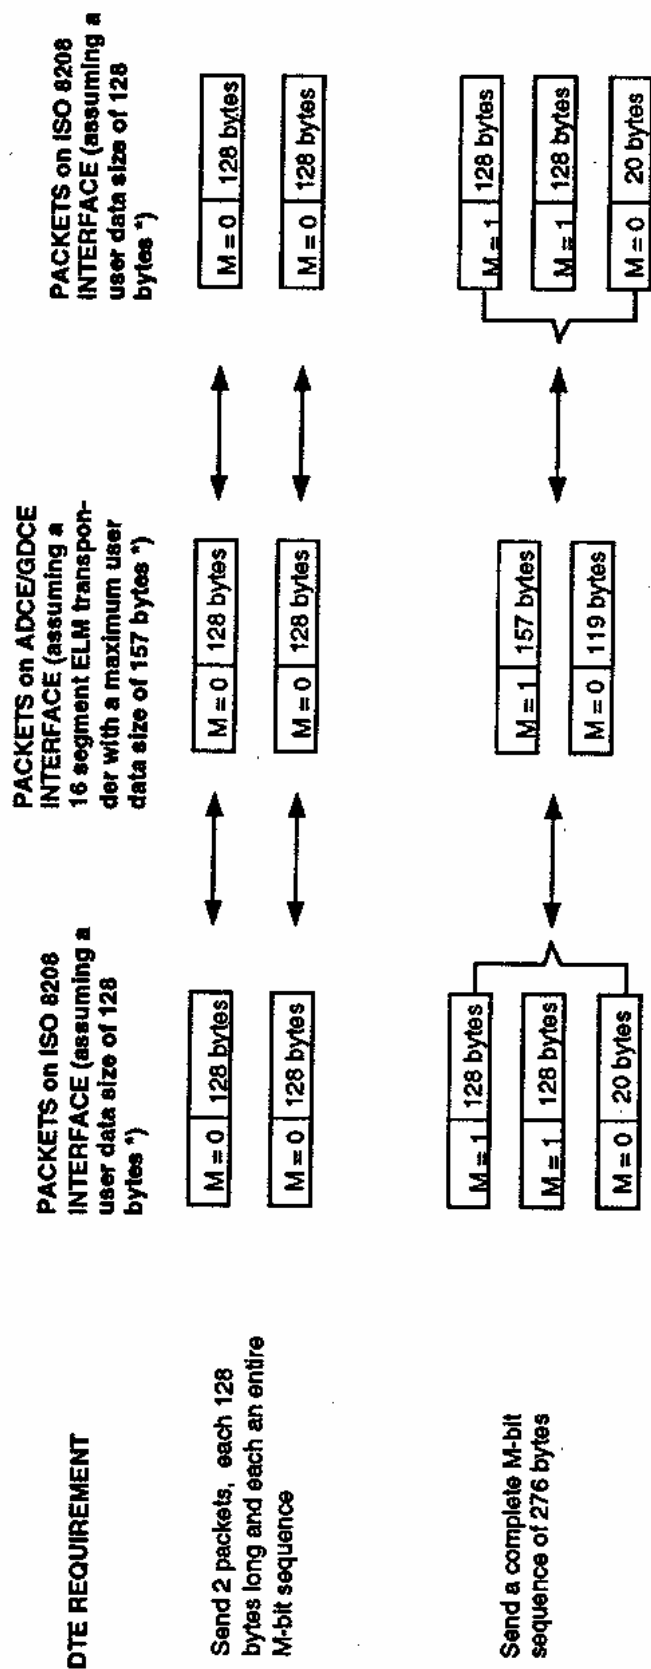 DTE REQUIREMENT
PACKETS on ISO 8208
INTERFACE (assuming a
user data size of 128
bytes *)
PACKETS on ADCE/GDCE
INTERFACE (assuming a
16 segment ELM transpon-
der with a maximum user
data size of 157 bytes *)
PACKETS on ISO 8208
INTERFACE (assuming a
user data size of 128
bytes *)
Send 2 packets, each 128
bytes long and each an entire
M-bit sequence
M = 0 128 bytes
M = 0 128 bytes
M = 0 128 bytes
M = 0 128 bytes
M = 0 128 bytes
M = 0 128 bytes
Send a complete M-bit
sequence of 276 bytes
M = 1 128 bytes
M = 1 128 bytes
M = 0 20 bytes
M = 1 157 bytes
M = 0 119 bytes
M = 1 128 bytes
M = 1 128 bytes
M = 0 20 bytes